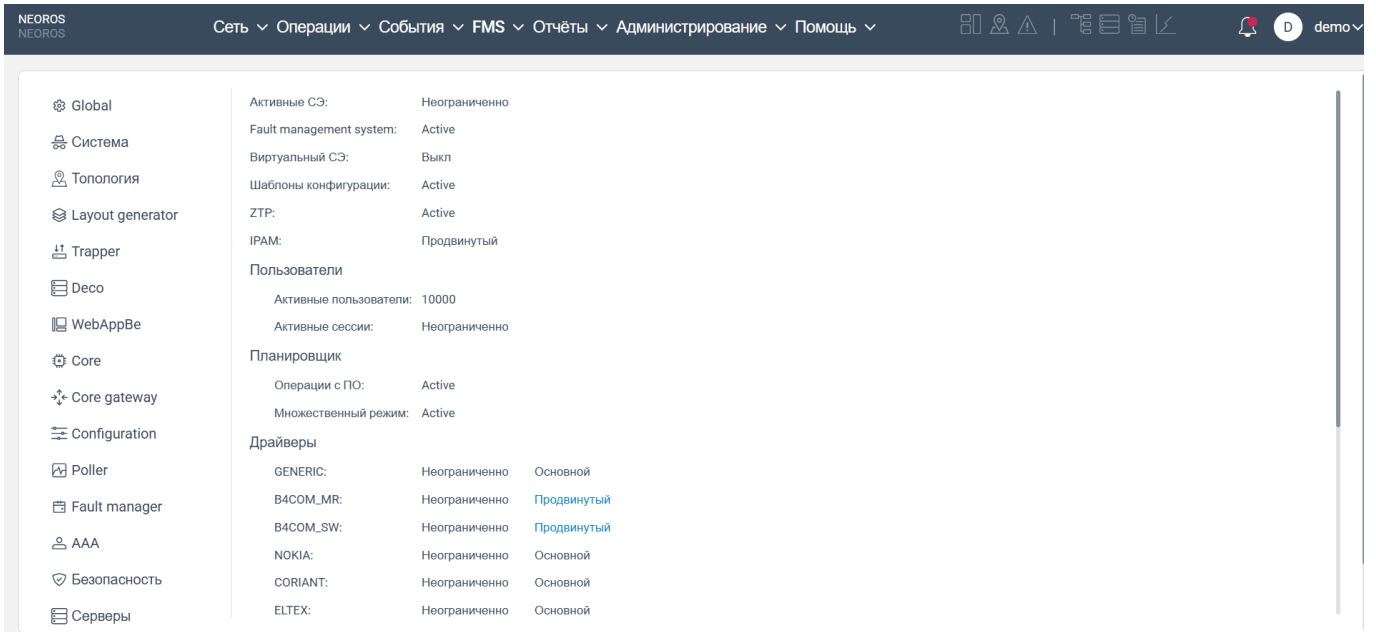 NEOROS
NEOROS
Сеть Операции События FMS Отчёты Администрирование Помощь
D demo
Global
Система
Топология
Layout generator
Trapper
Deco
WebAppBe
Core
Core gateway
Configuration
Poller
Fault manager
AAA
Безопасность
Серверы
Активные СЭ: Неограниченно
Fault management system: Active
Виртуальный СЭ: Выкл
Шаблоны конфигурации: Active
ZTP: Active
IPAM: Продвинутый
Пользователи
Активные пользователи: 10000
Активные сессии: Неограниченно
Планировщик
Операции с ПО: Active
Множественный режим: Active
Драйверы
GENERIC: Неограниченно Основной
B4COM_MR: Неограниченно Продвинутый
B4COM_SW: Неограниченно Продвинутый
NOKIA: Неограниченно Основной
CORIANT: Неограниченно Основной
ELTEX: Неограниченно Основной